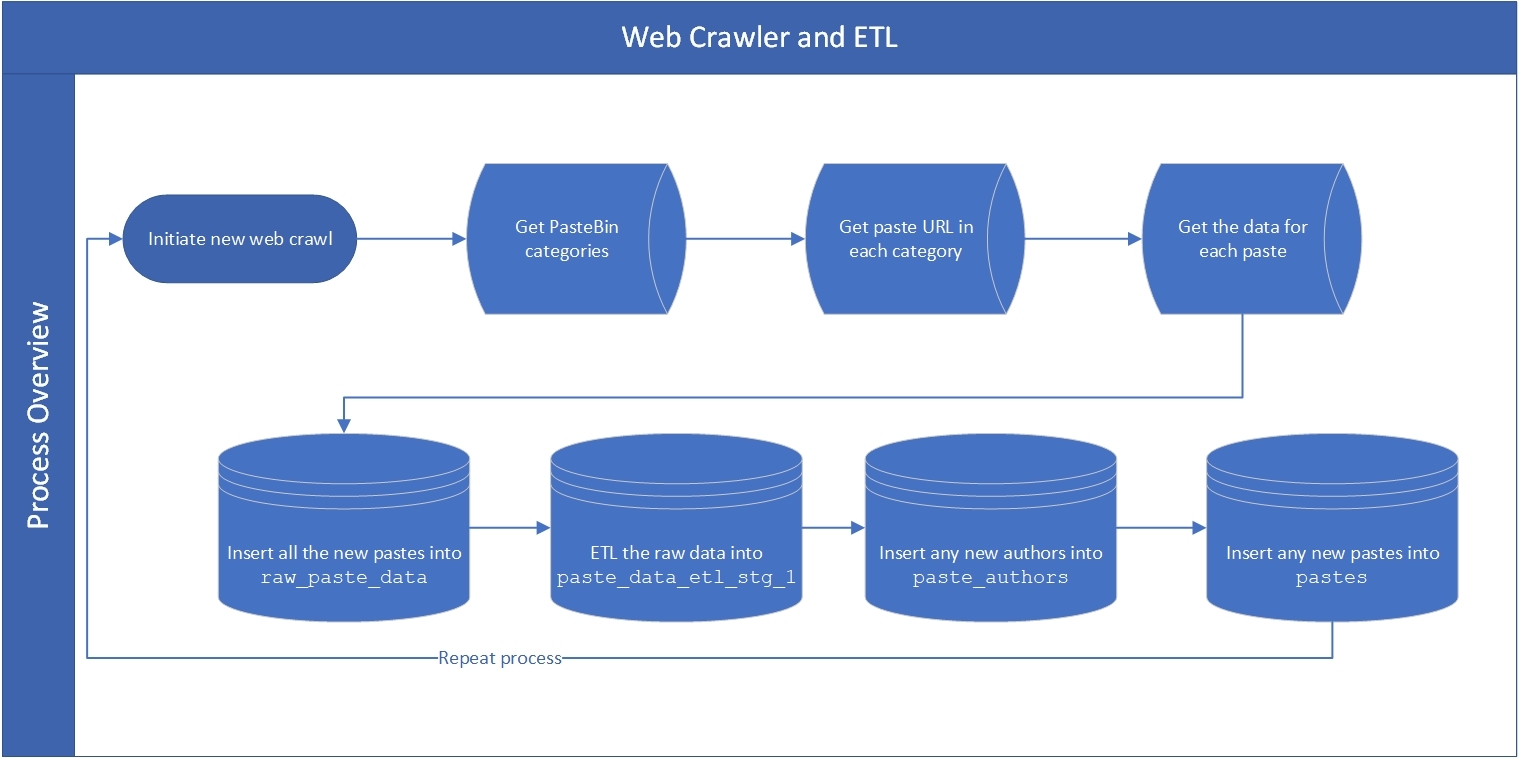 Web Crawler and ETL
Process Overview
Initiate new web crawl
Get PasteBin
categories
Get paste URL in
each category
Get the data for
each paste
Insert all the new pastes into
raw_paste_data
ETL the raw data into
paste_data_etl_stg_1
Insert any new authors into
paste_authors
Insert any new pastes into
pastes
Repeat process